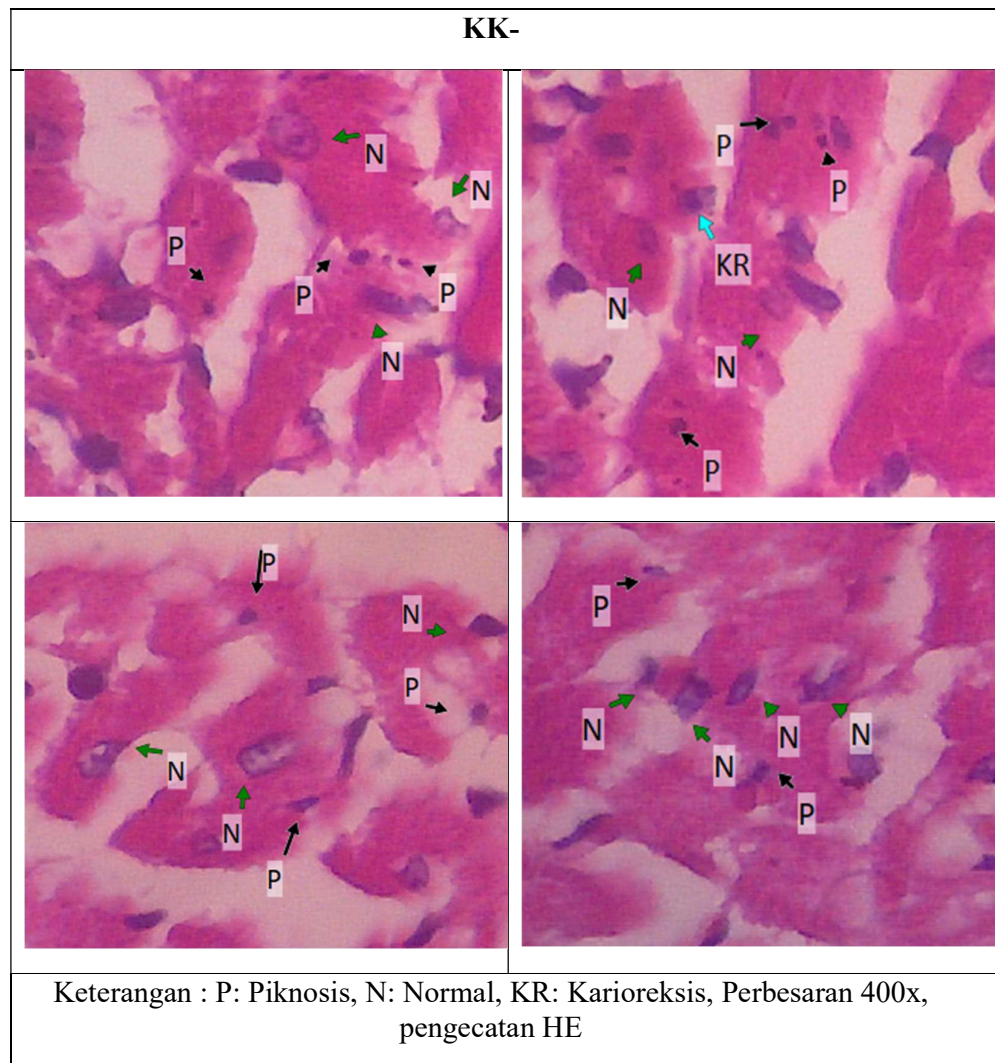 KK-
N
N
P
P
P
N
P
P
KR
N
N
P
P
N
P
N
N
P
P
N
N
N
N
P
Keterangan : P: Piknosis, N: Normal, KR: Karioreksis, Perbesaran 400x,
pengecatan HE